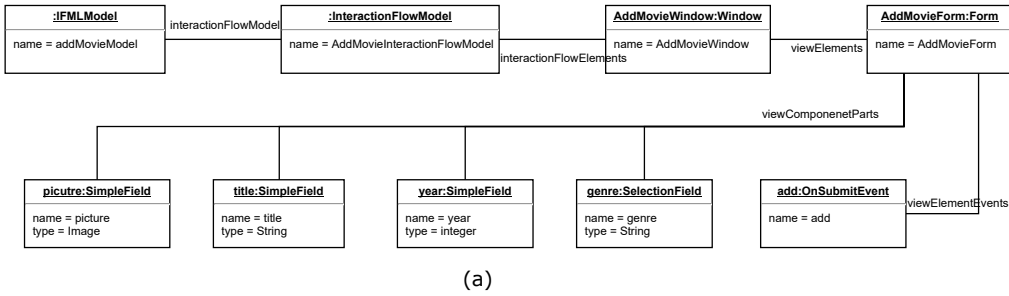 :IFMLModel
name = addMovieModel
interactionFlowModel
:InteractionFlowModel
name = AddMovieInteractionFlowModel
interactionFlowElements
AddMovieWindow:Window
name = AddMovieWindow
viewElements
AddMovieForm:Form
name = AddMovieForm
viewComponenetParts
picutre:SimpleField
name = picture
type = Image
title:SimpleField
name = title
type = String
year:SimpleField
name = year
type = integer
genre:SelectionField
name = genre
type = String
add:OnSubmitEvent
name = add
viewElementEvents
(a)